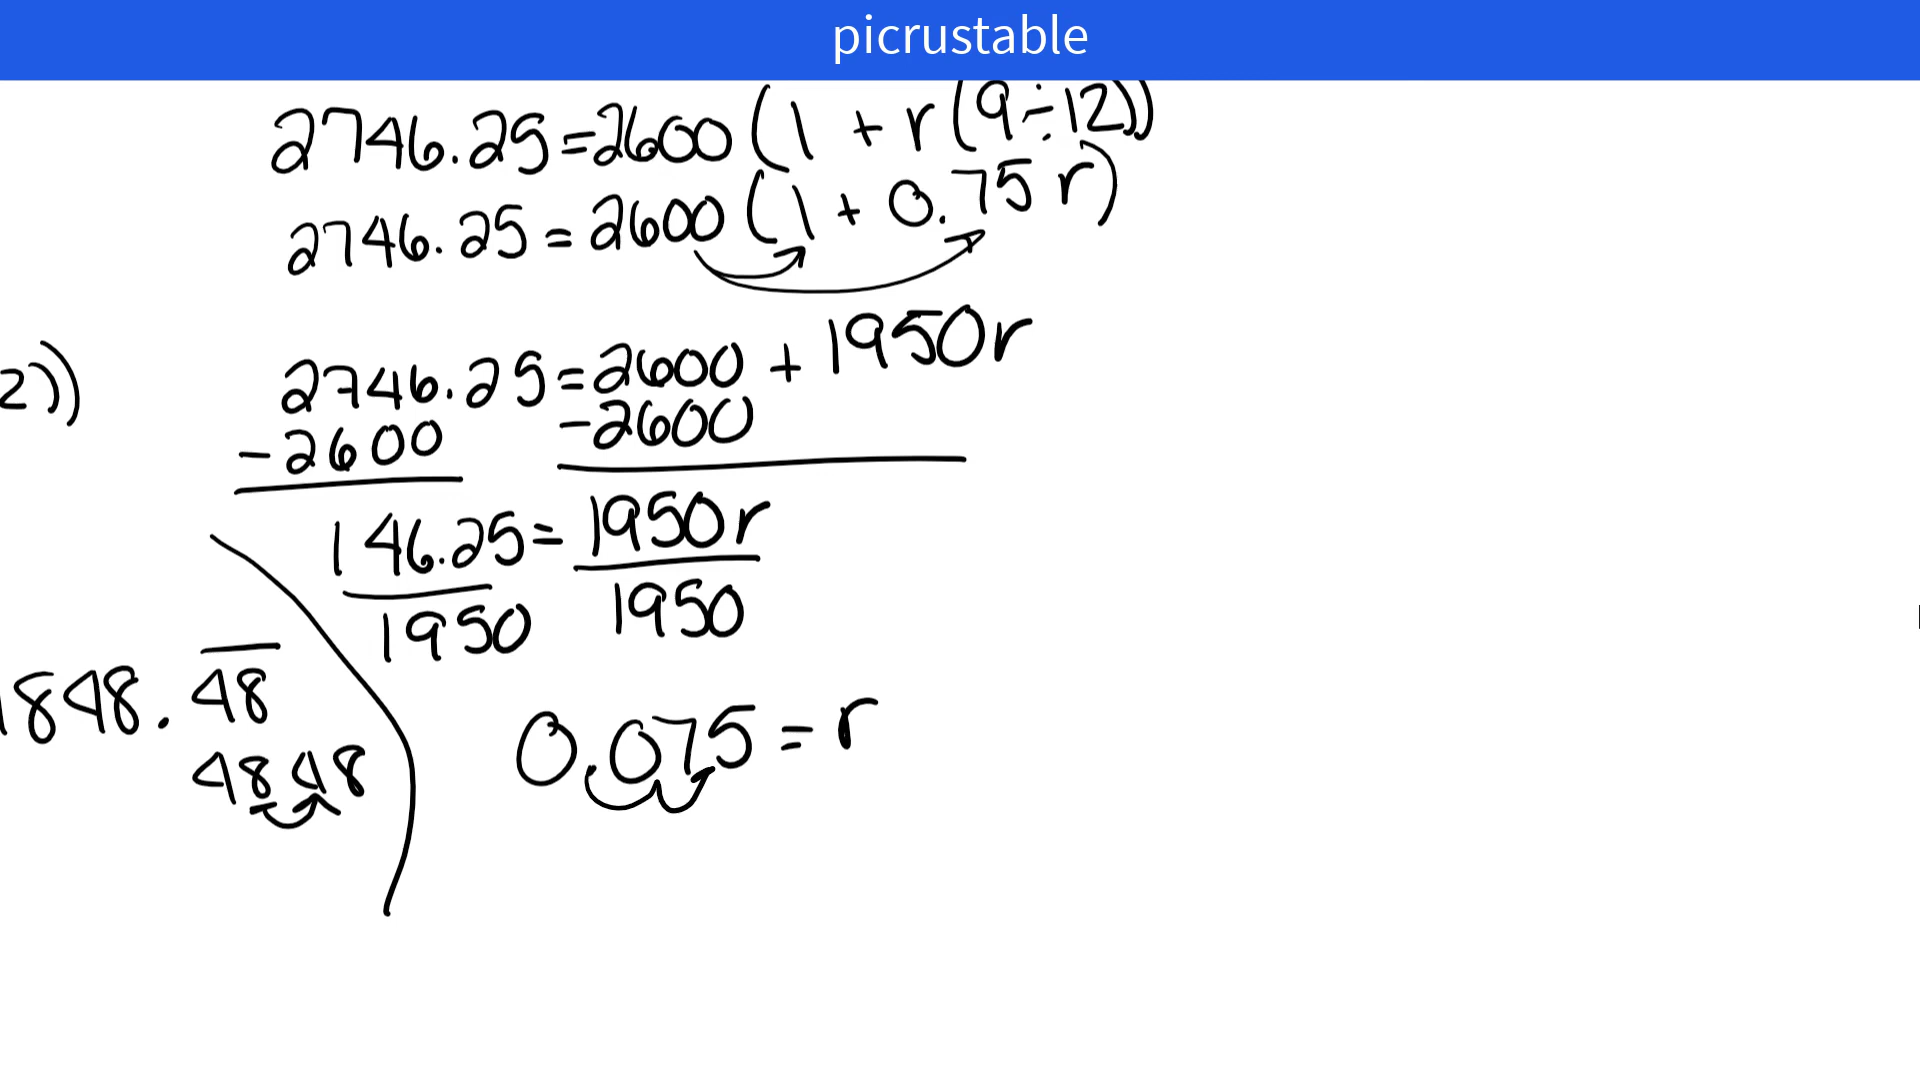 picrustable
2746.25=2600(1 + r(9÷12))
2746.25 = 2600 (1 + 0.75 r)
2))
2746.25=2600 + 1950r
-2600 -2600
146.25= 1950r
1950 1950
1848.48
4848
0.075 = r